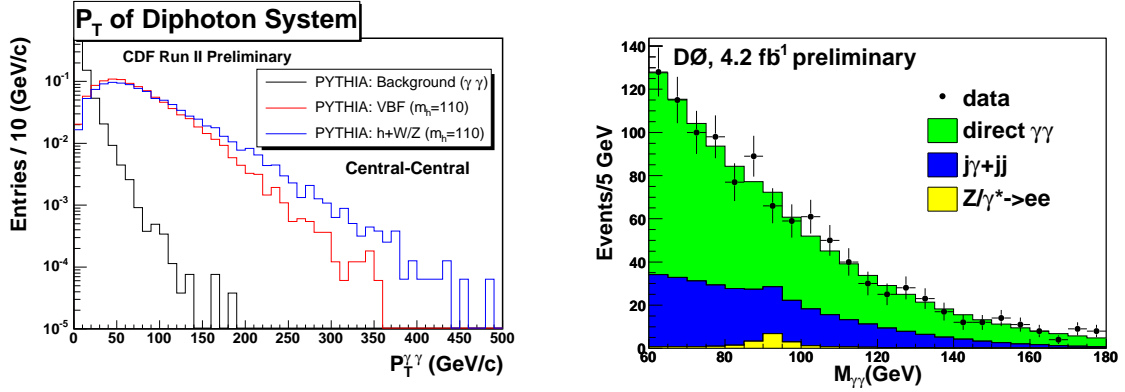 P_T of Diphoton System
CDF Run II Preliminary
PYTHIA: Background (γ γ)
PYTHIA: VBF (m_h=110)
PYTHIA: h+W/Z (m_h=110)
Central-Central
Entries / 10 (GeV/c)
10^-1
10^-2
10^-3
10^-4
10^-5
0 50 100 150 200 250 300 350 400 450 500
P_T^γγ (GeV/c)
DØ, 4.2 fb^-1 preliminary
data
direct γγ
jγ+jj
Z/γ*->ee
Events/5 GeV
140
120
100
80
60
40
20
0
60 80 100 120 140 160 180
M_γγ(GeV)